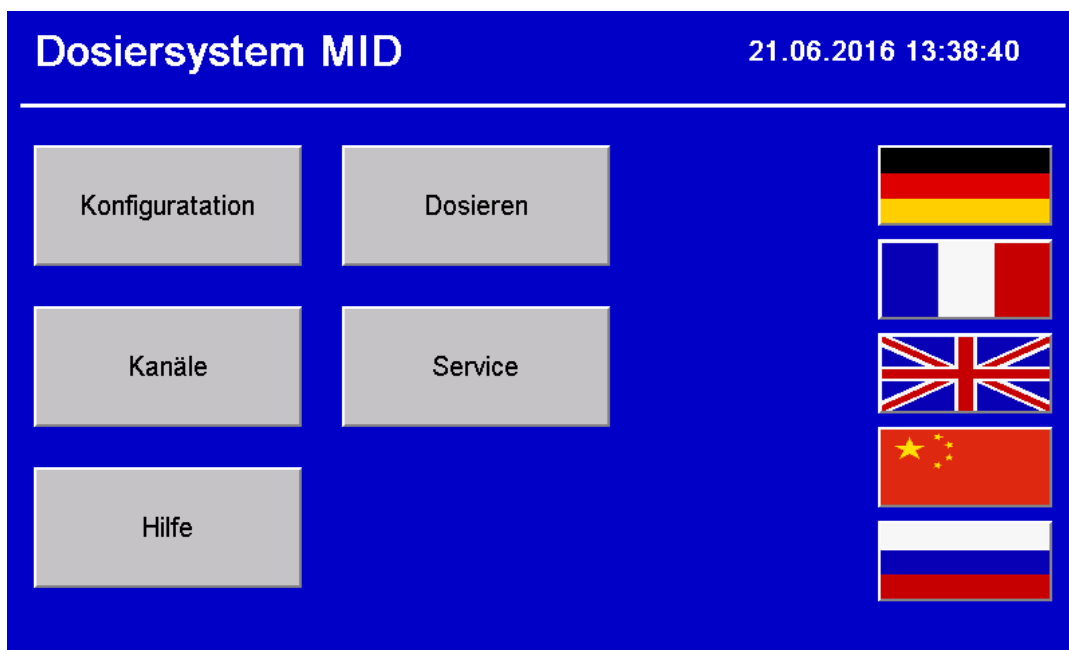 Dosiersystem MID
21.06.2016 13:38:40
Konfiguratation
Dosieren
Kanäle
Service
Hilfe